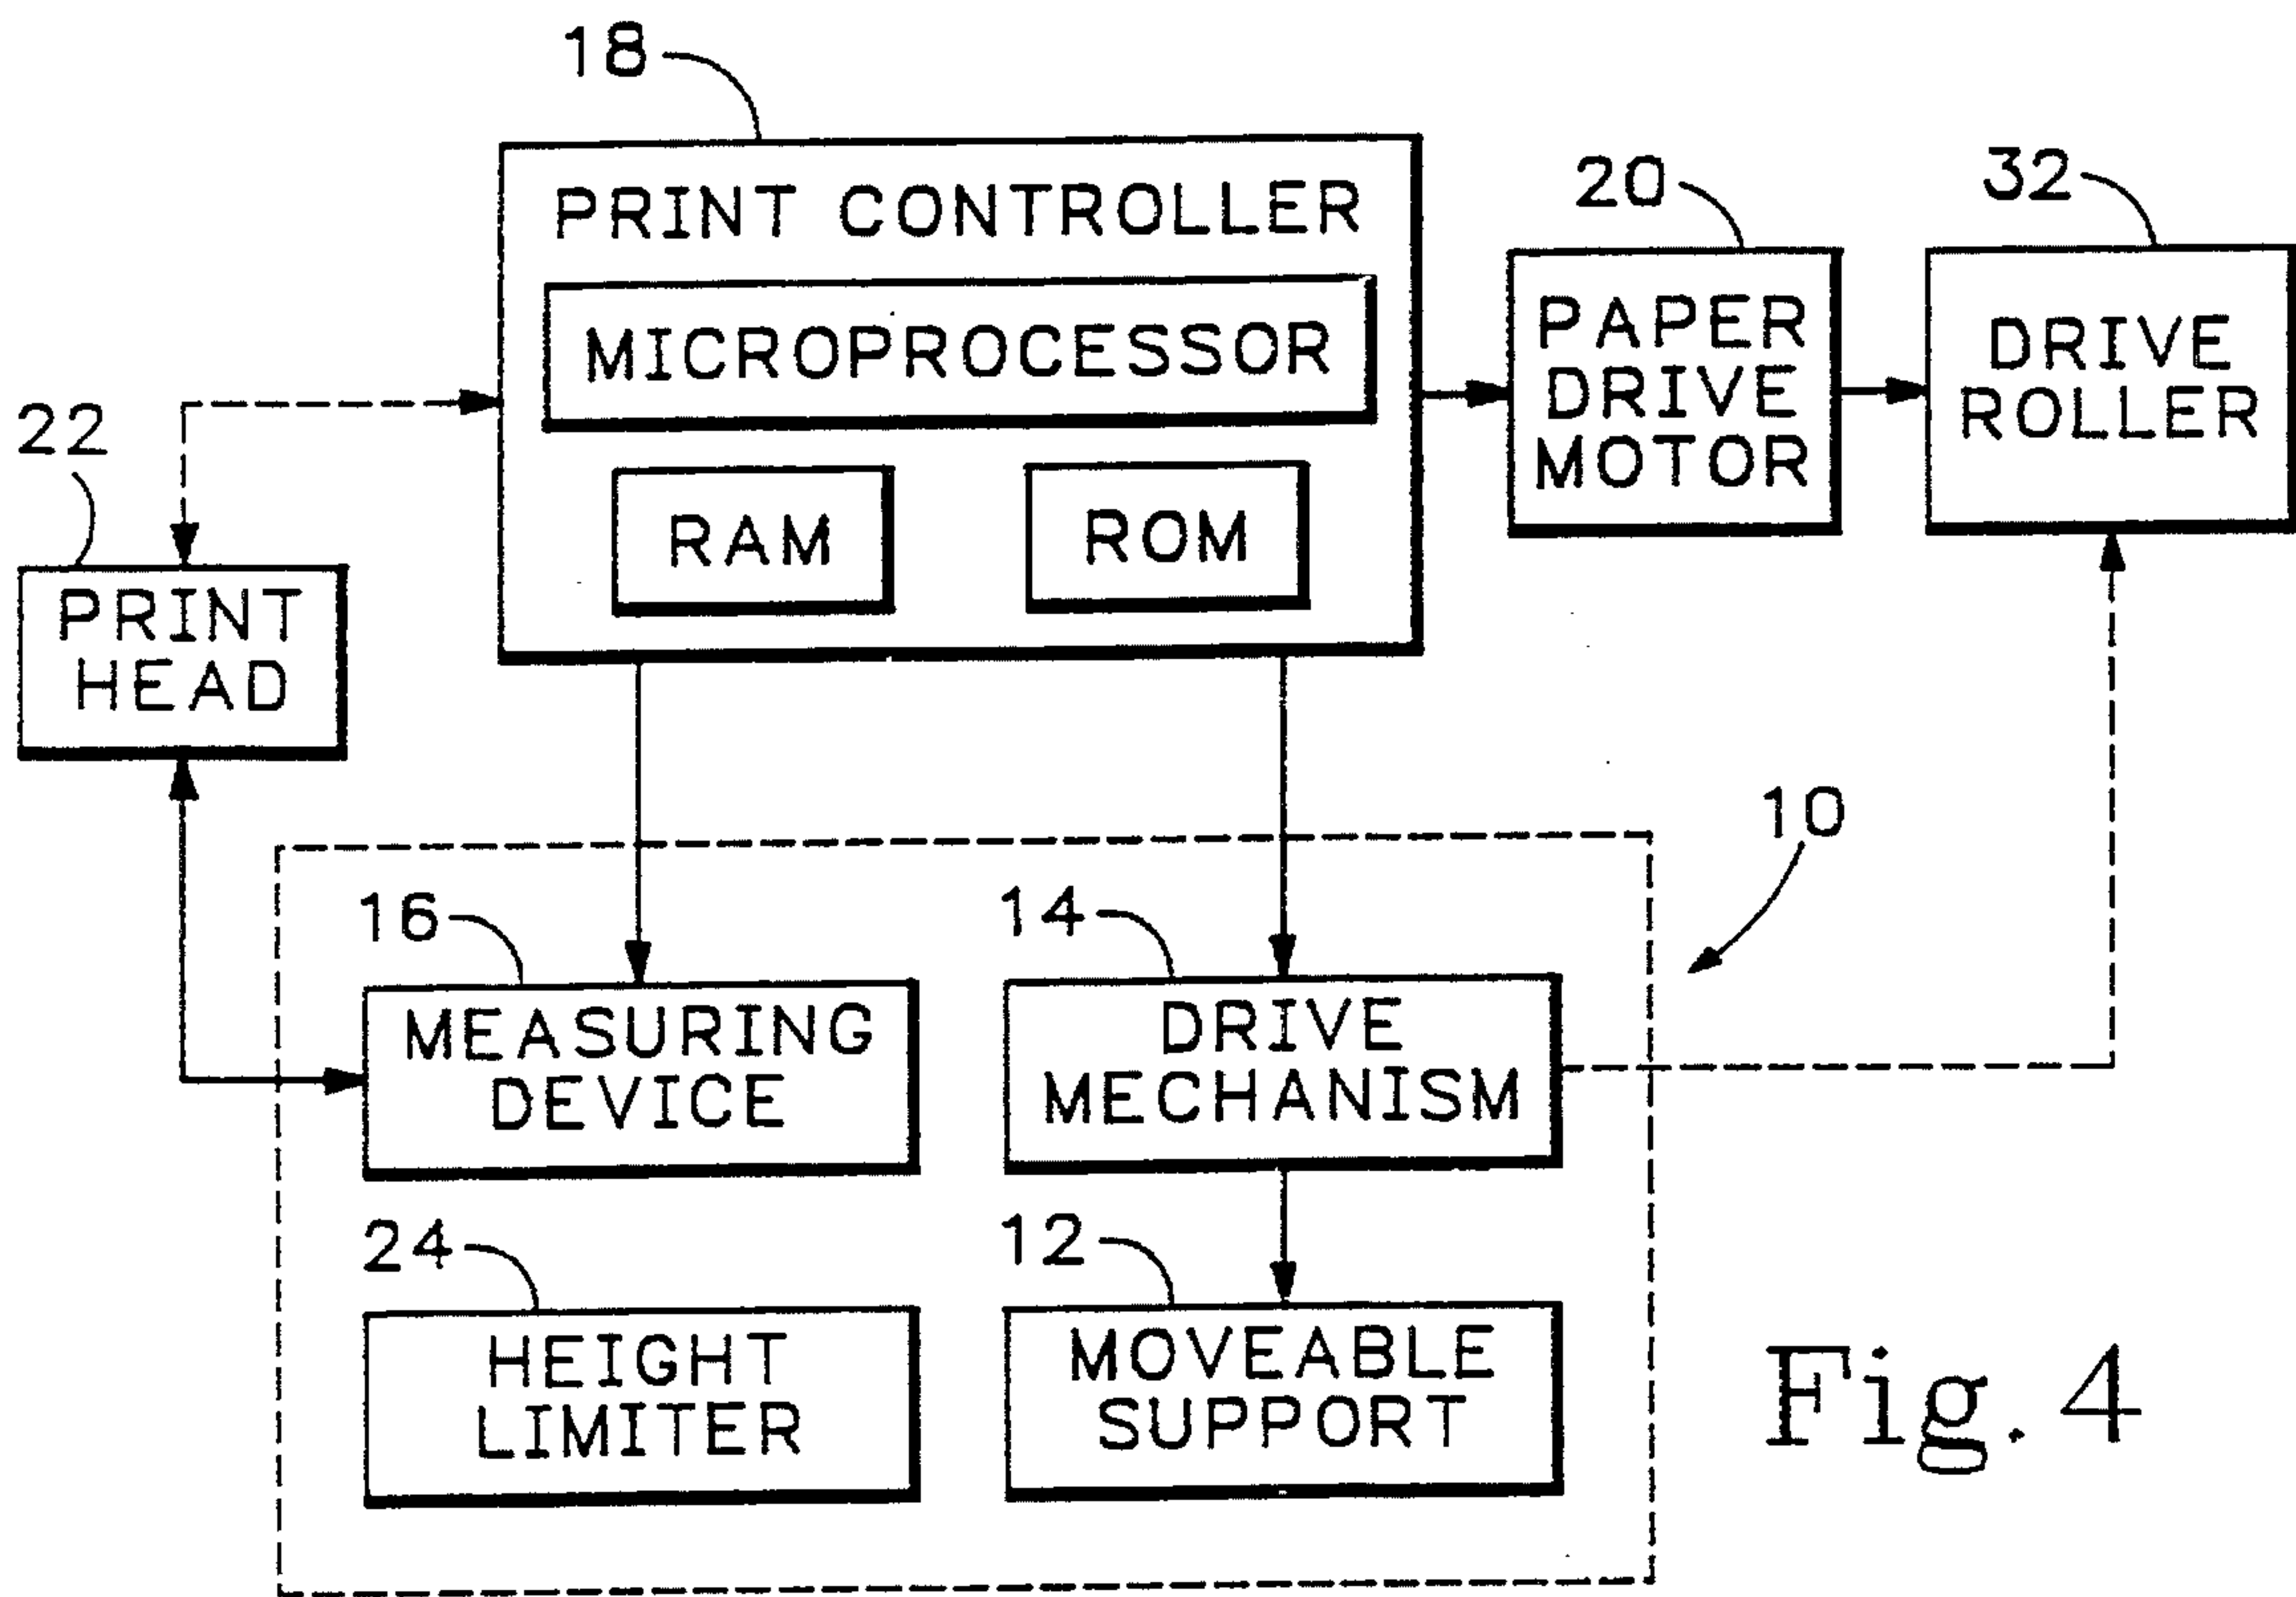 18
PRINT CONTROLLER
MICROPROCESSOR
RAM
ROM
20
PAPER
DRIVE
MOTOR
32
DRIVE
ROLLER
22
PRINT
HEAD
10
16
MEASURING
DEVICE
14
DRIVE
MECHANISM
24
HEIGHT
LIMITER
12
MOVEABLE
SUPPORT
Fig. 4